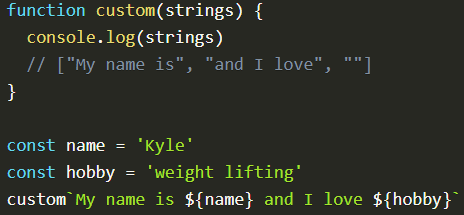 function custom(strings) {
  console.log(strings)
  // ["My name is", "and I love", ""]
}

const name = 'Kyle'
const hobby = 'weight lifting'
custom`My name is ${name} and I love ${hobby}`